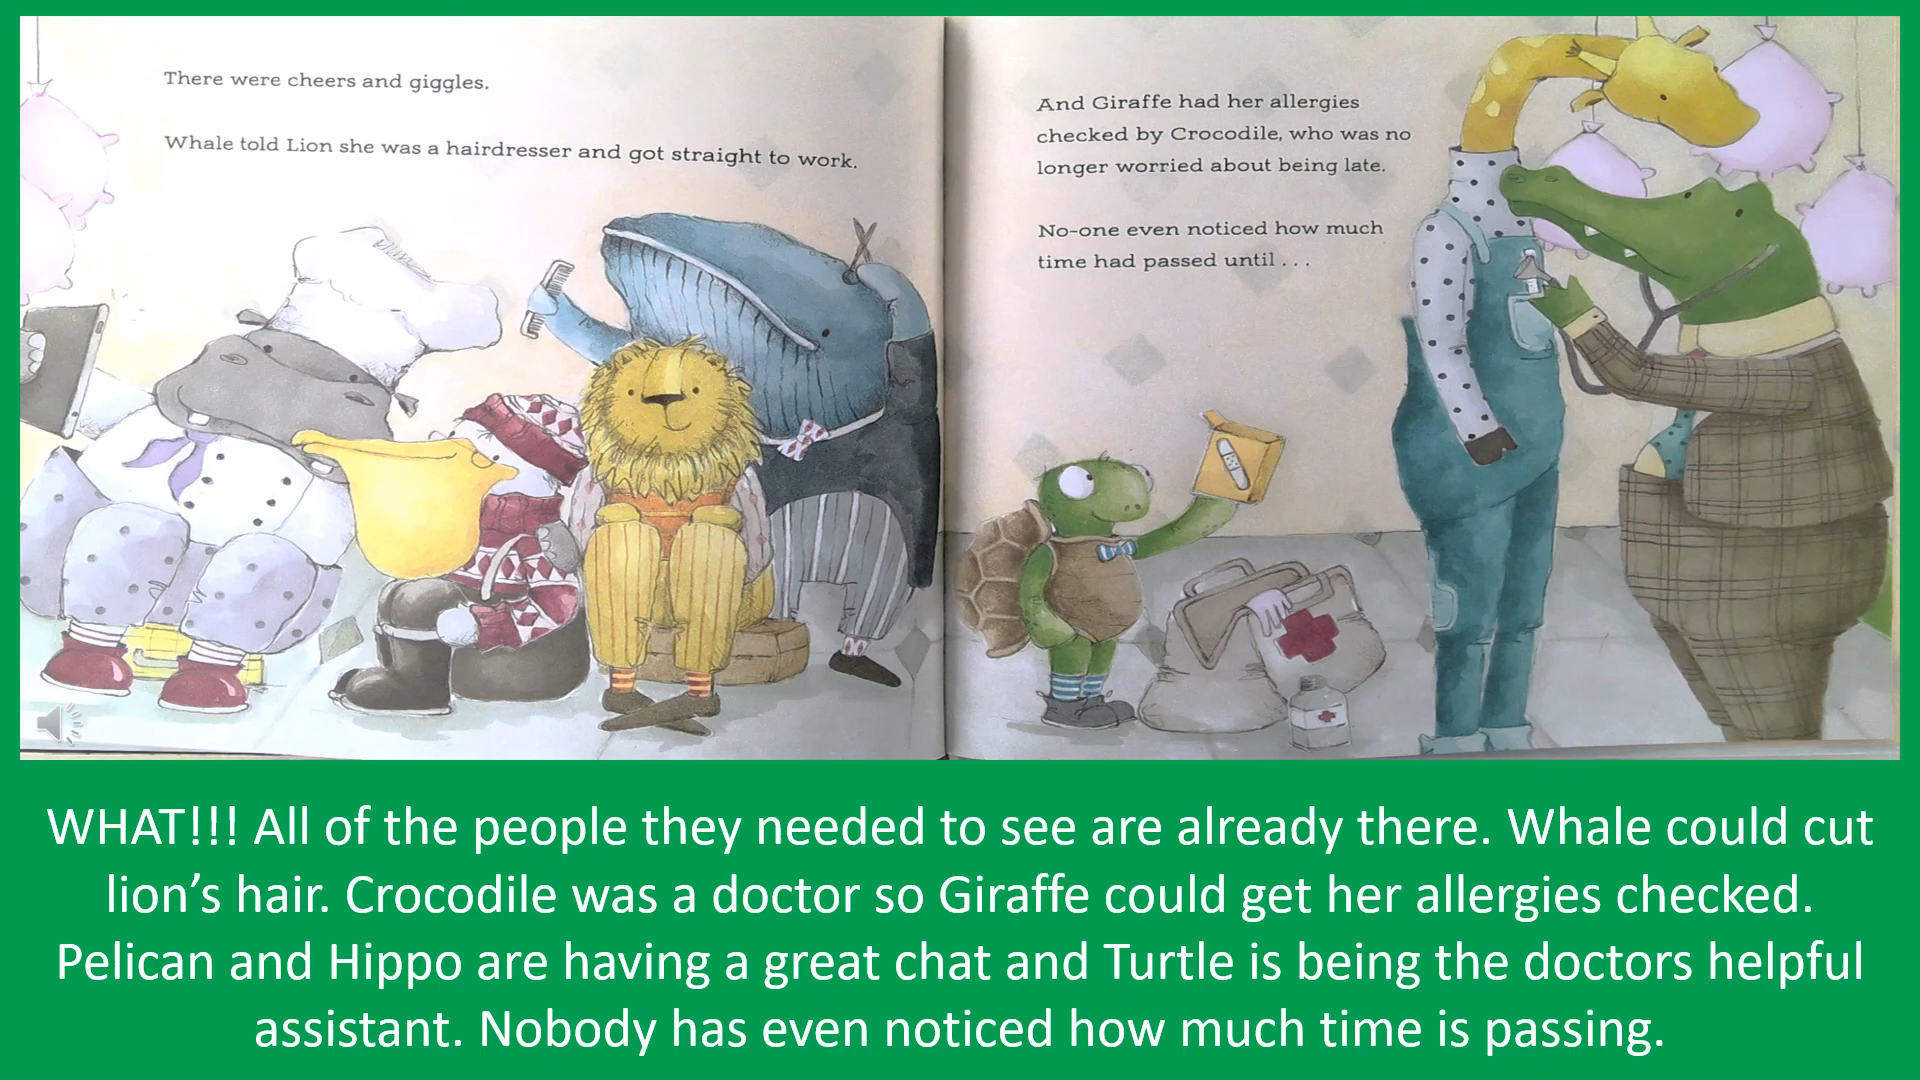 There were cheers and giggles.
Whale told Lion she was a hairdresser and got straight to work.
And Giraffe had her allergies
checked by Crocodile, who was no
longer worried about being late.
No-one even noticed how much
time had passed until . . .
WHAT!!! All of the people they needed to see are already there. Whale could cut
lion’s hair. Crocodile was a doctor so Giraffe could get her allergies checked.
Pelican and Hippo are having a great chat and Turtle is being the doctors helpful
assistant. Nobody has even noticed how much time is passing.